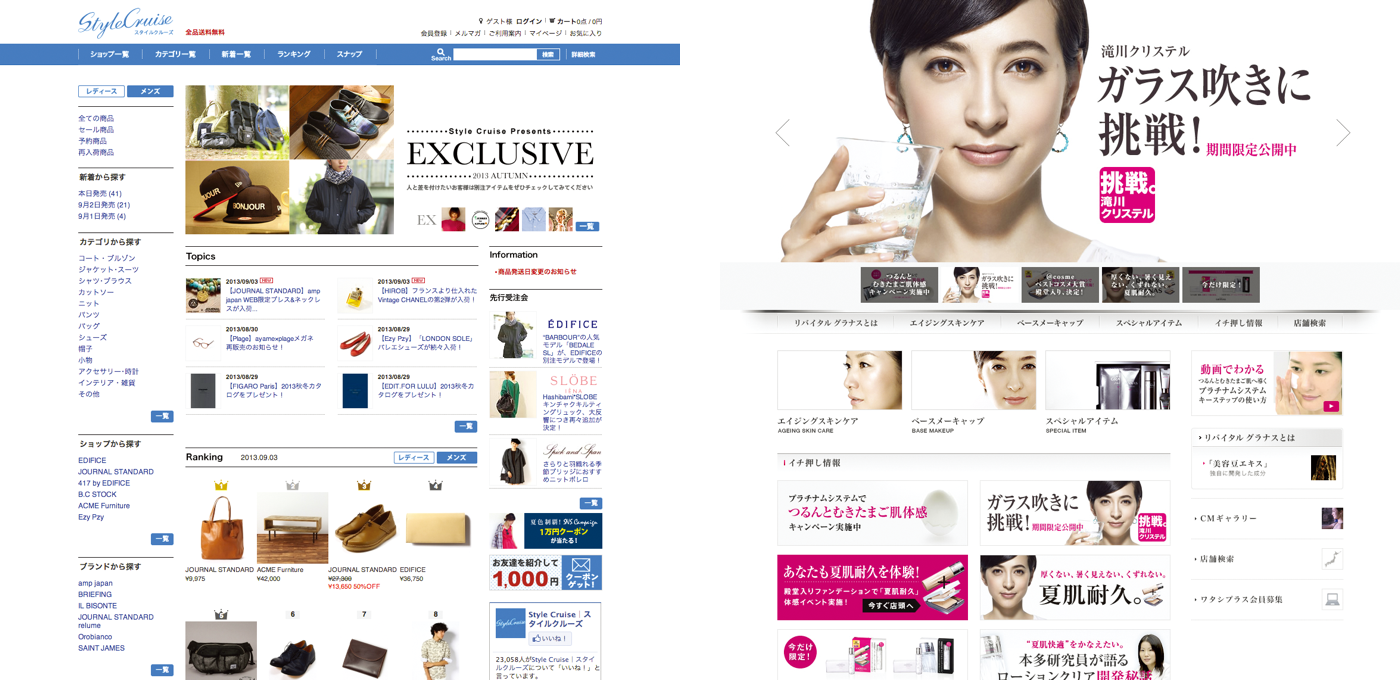 Style Cruise
スタイルクルーズ
全品送料無料
ゲスト様 ログイン カート0点 / 0円
会員登録 メルマガ ご利用案内 マイページ お気に入り
ショップ一覧 カテゴリ一覧 新着一覧 ランキング スナップ
Search 検索 詳細検索
レディース メンズ
全ての商品
セール商品
予約商品
再入荷商品
新着から探す
本日発売 (41)
9月2日発売 (21)
9月1日発売 (4)
カテゴリから探す
コート・ブルゾン
ジャケット・スーツ
シャツ・ブラウス
カットソー
ニット
パンツ
バッグ
シューズ
帽子
小物
アクセサリー・時計
インテリア・雑貨
その他
一覧
ショップから探す
EDIFICE
JOURNAL STANDARD
417 by EDIFICE
B.C STOCK
ACME Furniture
Ezy Pzy
一覧
ブランドから探す
amp japan
BRIEFING
IL BISONTE
JOURNAL STANDARD
relume
Orobianco
SAINT JAMES
一覧
BONJOUR
Style Cruise Presents
EXCLUSIVE
2013 AUTUMN
人と差を付けたいお客様は別注アイテムをぜひチェックしてみてください
EX
一覧
Topics
2013/09/03
【JOURNAL STANDARD】amp
japan WEB限定ブレス&ネックレ
スが入荷!
2013/09/03
【HIROB】フランスより仕入れた
Vintage CHANELの第2弾が入荷!
2013/08/30
【Plage】ayamexplageメガネ
再販売のお知らせ!
2013/08/29
【Ezy Pzy】「LONDON SOLE」
バレエシューズが続々入荷!
2013/08/29
【FIGARO Paris】2013秋冬カタ
ログをプレゼント!
2013/08/29
【EDIT.FOR LULU】2013秋冬カ
タログをプレゼント!
一覧
Ranking 2013.09.03 レディース メンズ
1
2
3
4
JOURNAL STANDARD
¥9,975
ACME Furniture
¥42,000
JOURNAL STANDARD
¥27,300
¥13,650 50%OFF
EDIFICE
¥36,750
5
6
7
8
Information
商品発送日変更のお知らせ
先行受注会
ÉDIFICE
"BARBOUR"の人気
モデル「BEDALE
SL」が、EDIFICEの
別注モデルで登場!
SLOBE
IÉNA
Hashibami*SLOBE
キンチャクキルティ
ングリュック、大反
響につき再々追加が
決定!
Spick and Span
さらりと羽織れる季
節ブリッジにおすす
めニットポレロ
一覧
夏色制覇! SNS Campaign
1万円クーポン
が当たる!
お友達を紹介して
1,000円
クーポン
ゲット!
Style Cruise
Style Cruise|ス
タイルクルーズ
いいね!
23,058人がStyle Cruise|スタイ
ルクルーズについて「いいね!」と
言っています。
滝川クリステル
ガラス吹きに
挑戦!
期間限定公開中
挑戦。
滝川
クリステル
つるんと
むきたまご肌体感
キャンペーン実施中
ガラス吹きに
挑戦!
@cosme
ベストコスメ大賞
殿堂入り、決定!
厚くない、暑く見え
ない、くずれない。
夏肌耐久。
今だけ限定!
リバイタル グラナスとは エイジングスキンケア ベースメーキャップ スペシャルアイテム イチ押し情報 店舗検索
エイジングスキンケア
AGEING SKIN CARE
ベースメーキャップ
BASE MAKEUP
スペシャルアイテム
SPECIAL ITEM
イチ押し情報
プラチナムシステムで
つるんとむきたまご肌体感
キャンペーン実施中
ガラス吹きに
挑戦!
期間限定公開中
挑戦。
滝川
クリステル
あなたも夏肌耐久を体験!
殿堂入りファンデーションで「夏肌耐久」
体感イベント実施!
今すぐ店頭へ
厚くない、暑く見えない、くずれない。
夏肌耐久。
今だけ
限定!
"夏肌快適"をかなえたい。
本多研究員が語る
ローションクリア開発秘話
動画でわかる
つるんとむきたまご肌へ導く
プラチナムシステム
キーステップの使い方
リバイタル グラナスとは
「美容豆エキス」
独自に開発した成分
CMギャラリー
店舗検索
ワタシプラス会員募集